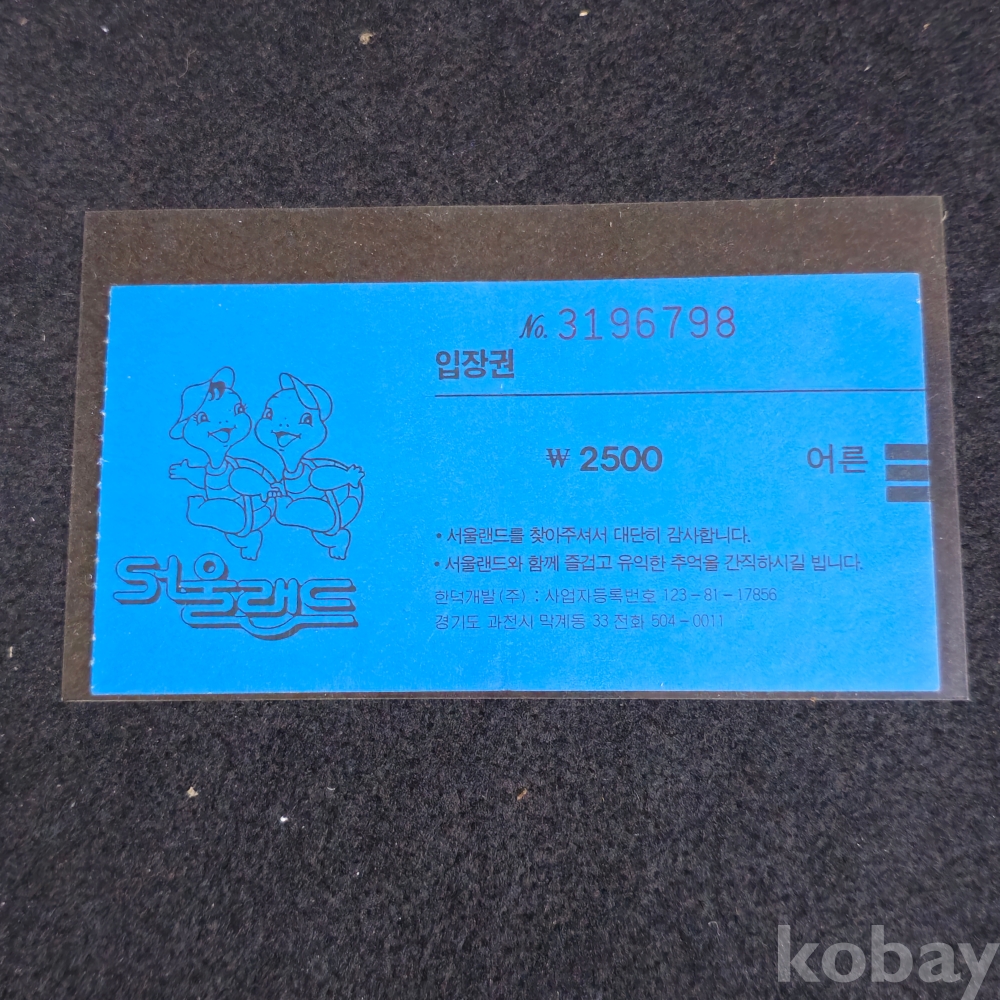 No. 3196798
입장권
₩ 2500 어른
• 서울랜드를 찾아주셔서 대단히 감사합니다.
• 서울랜드와 함께 즐겁고 유익한 추억을 간직하시길 빕니다.
한덕개발(주) : 사업자등록번호 123-81-17856
경기도 과천시 막계동 33 전화 504-0011
서울랜드
kobay